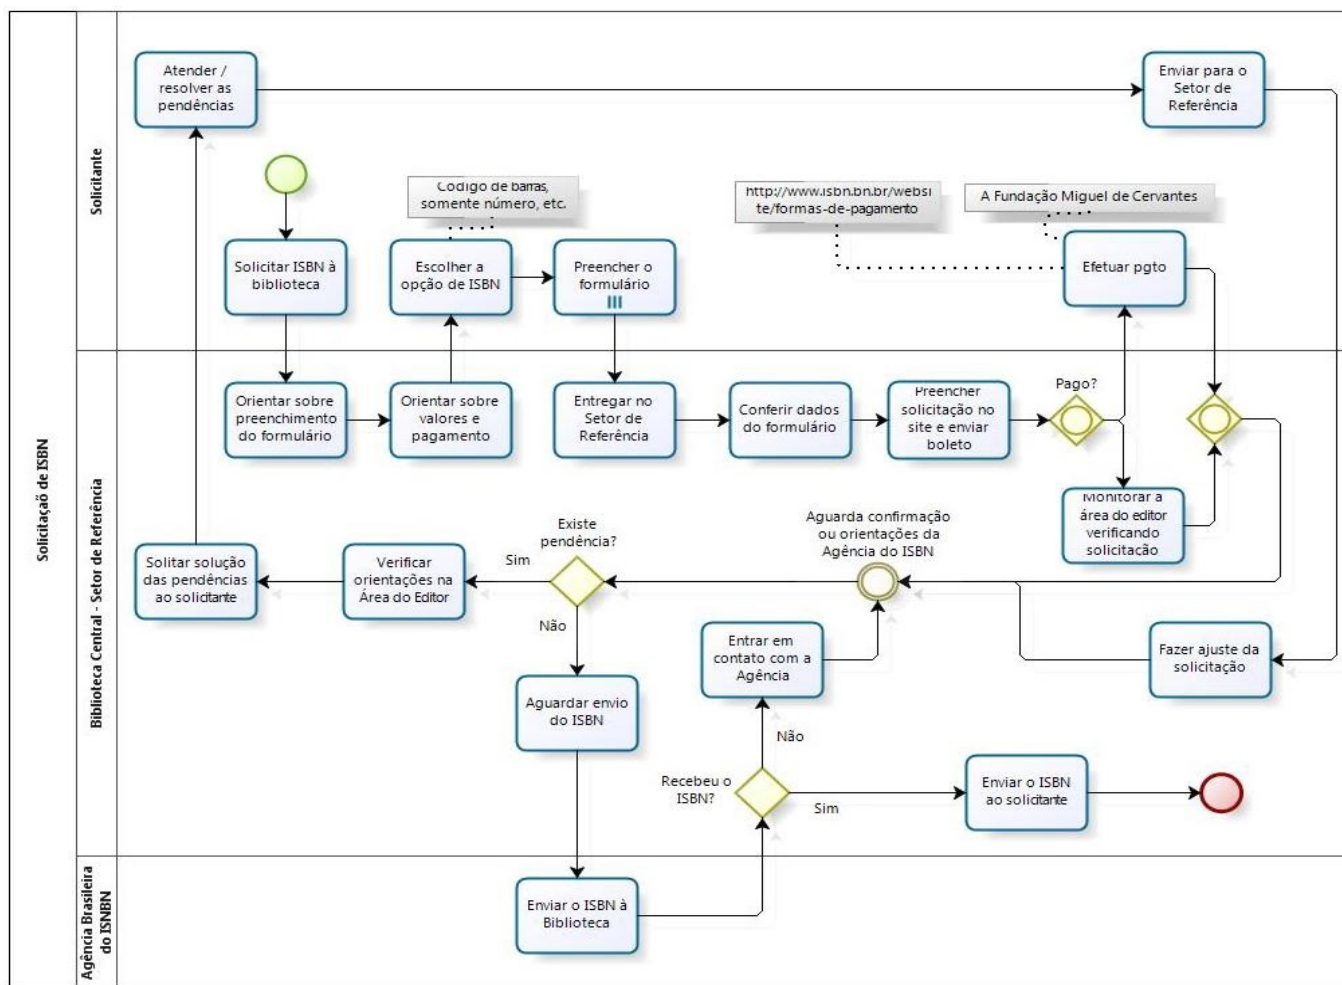 Solicitação de ISBN
Solicitante
Atender /
resolver as
pendências
Enviar para o
Setor de
Referência
Código de barras,
somente número, etc.
http://www.isbn.bn.br/websi
te/formas-de-pagamento
A Fundação Miguel de Cervantes
Solicitar ISBN à
biblioteca
Escolher a
opção de ISBN
Preencher o
formulário
Efetuar pgto
Biblioteca Central - Setor de Referência
Orientar sobre
preenchimento
do formulário
Orientar sobre
valores e
pagamento
Entregar no
Setor de
Referência
Conferir dados
do formulário
Preencher
solicitação no
site e enviar
boleto
Pago?
Monitorar a
área do editor
verificando
solicitação
Aguarda confirmação
ou orientações da
Agência do ISBN
Existe
pendência?
Sim
Não
Verificar
orientações na
Área do Editor
Solitar solução
das pendências
ao solicitante
Fazer ajuste da
solicitação
Entrar em
contato com a
Agência
Aguardar envio
do ISBN
Não
Recebeu o
ISBN?
Sim
Enviar o ISBN
ao solicitante
Agência Brasileira
do ISNBN
Enviar o ISBN à
Biblioteca